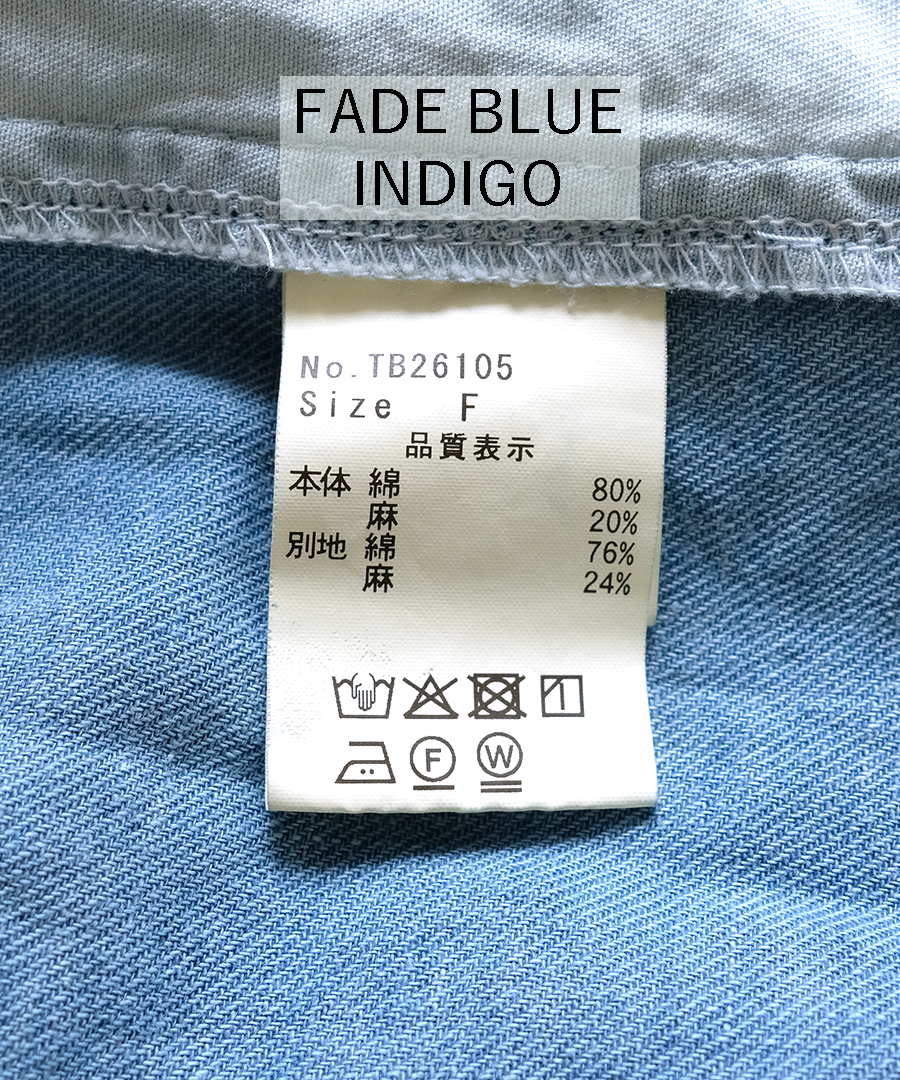 FADE BLUE
INDIGO
No.TB26105
Size F
品質表示
本体 綿 80%
麻 20%
別地 綿 76%
麻 24%
F W